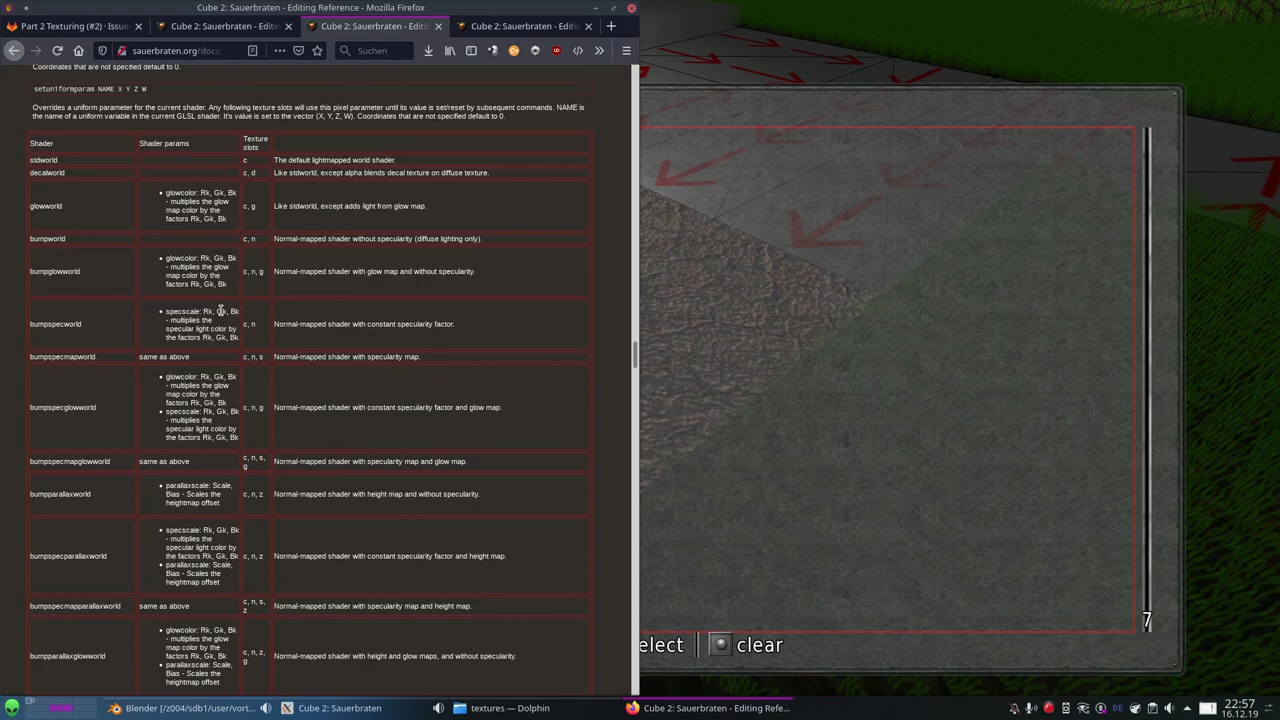 Cube 2: Sauerbraten - Editing Reference - Mozilla Firefox
Part 2 Texturing (#2) - Issue
Cube 2: Sauerbraten - Editin
Cube 2: Sauerbraten - Editin
Cube 2: Sauerbraten - Editin
sauerbraten.org/docs
Suchen
Coordinates that are not specified default to 0.
setuniformparam NAME X Y Z W
Overrides a uniform parameter for the current shader. Any following texture slots will use this pixel parameter until its value is set/reset by subsequent commands. NAME is
the name of a uniform variable in the current GLSL shader. It's value is set to the vector (X, Y, Z, W). Coordinates that are not specified default to 0.
Shader
Shader params
Texture
slots
stdworld
c
The default lightmapped world shader.
decalworld
c, d
Like stdworld, except alpha blends decal texture on diffuse texture.
glowworld
• glowcolor: Rk, Gk, Bk
- multiplies the glow
map color by the
factors Rk, Gk, Bk
c, g
Like stdworld, except adds light from glow map.
bumpworld
c, n
Normal-mapped shader without specularity (diffuse lighting only).
bumpglowworld
• glowcolor: Rk, Gk, Bk
- multiplies the glow
map color by the
factors Rk, Gk, Bk
c, n, g
Normal-mapped shader with glow map and without specularity.
bumpspecworld
• specscale: Rk, Gk, Bk
- multiplies the
specular light color by
the factors Rk, Gk, Bk
c, n
Normal-mapped shader with constant specularity factor.
bumpspecmapworld
same as above
c, n, s
Normal-mapped shader with specularity map.
bumpspecglowworld
• glowcolor: Rk, Gk, Bk
- multiplies the glow
map color by the
factors Rk, Gk, Bk
• specscale: Rk, Gk, Bk
- multiplies the
specular light color by
the factors Rk, Gk, Bk
c, n, g
Normal-mapped shader with constant specularity factor and glow map.
bumpspecmapglowworld
same as above
c, n, s,
g
Normal-mapped shader with specularity map and glow map.
bumpparallaxworld
• parallaxscale: Scale,
Bias - Scales the
heightmap offset
c, n, z
Normal-mapped shader with height map and without specularity.
bumpspecparallaxworld
• specscale: Rk, Gk, Bk
- multiplies the
specular light color by
the factors Rk, Gk, Bk
• parallaxscale: Scale,
Bias - Scales the
heightmap offset
c, n, z
Normal-mapped shader with constant specularity factor and height map.
bumpspecmapparallaxworld
same as above
c, n, s,
z
Normal-mapped shader with specularity map and height map.
bumpparallaxglowworld
• glowcolor: Rk, Gk, Bk
- multiplies the glow
map color by the
factors Rk, Gk, Bk
• parallaxscale: Scale,
Bias - Scales the
heightmap offset
c, n, z,
g
Normal-mapped shader with height and glow maps, and without specularity.
7
elect
clear
Blender [/z004/sdb1/user/vort...
Cube 2: Sauerbraten
textures — Dolphin
Cube 2: Sauerbraten - Editing Refe...
DE
22:57
16.12.19